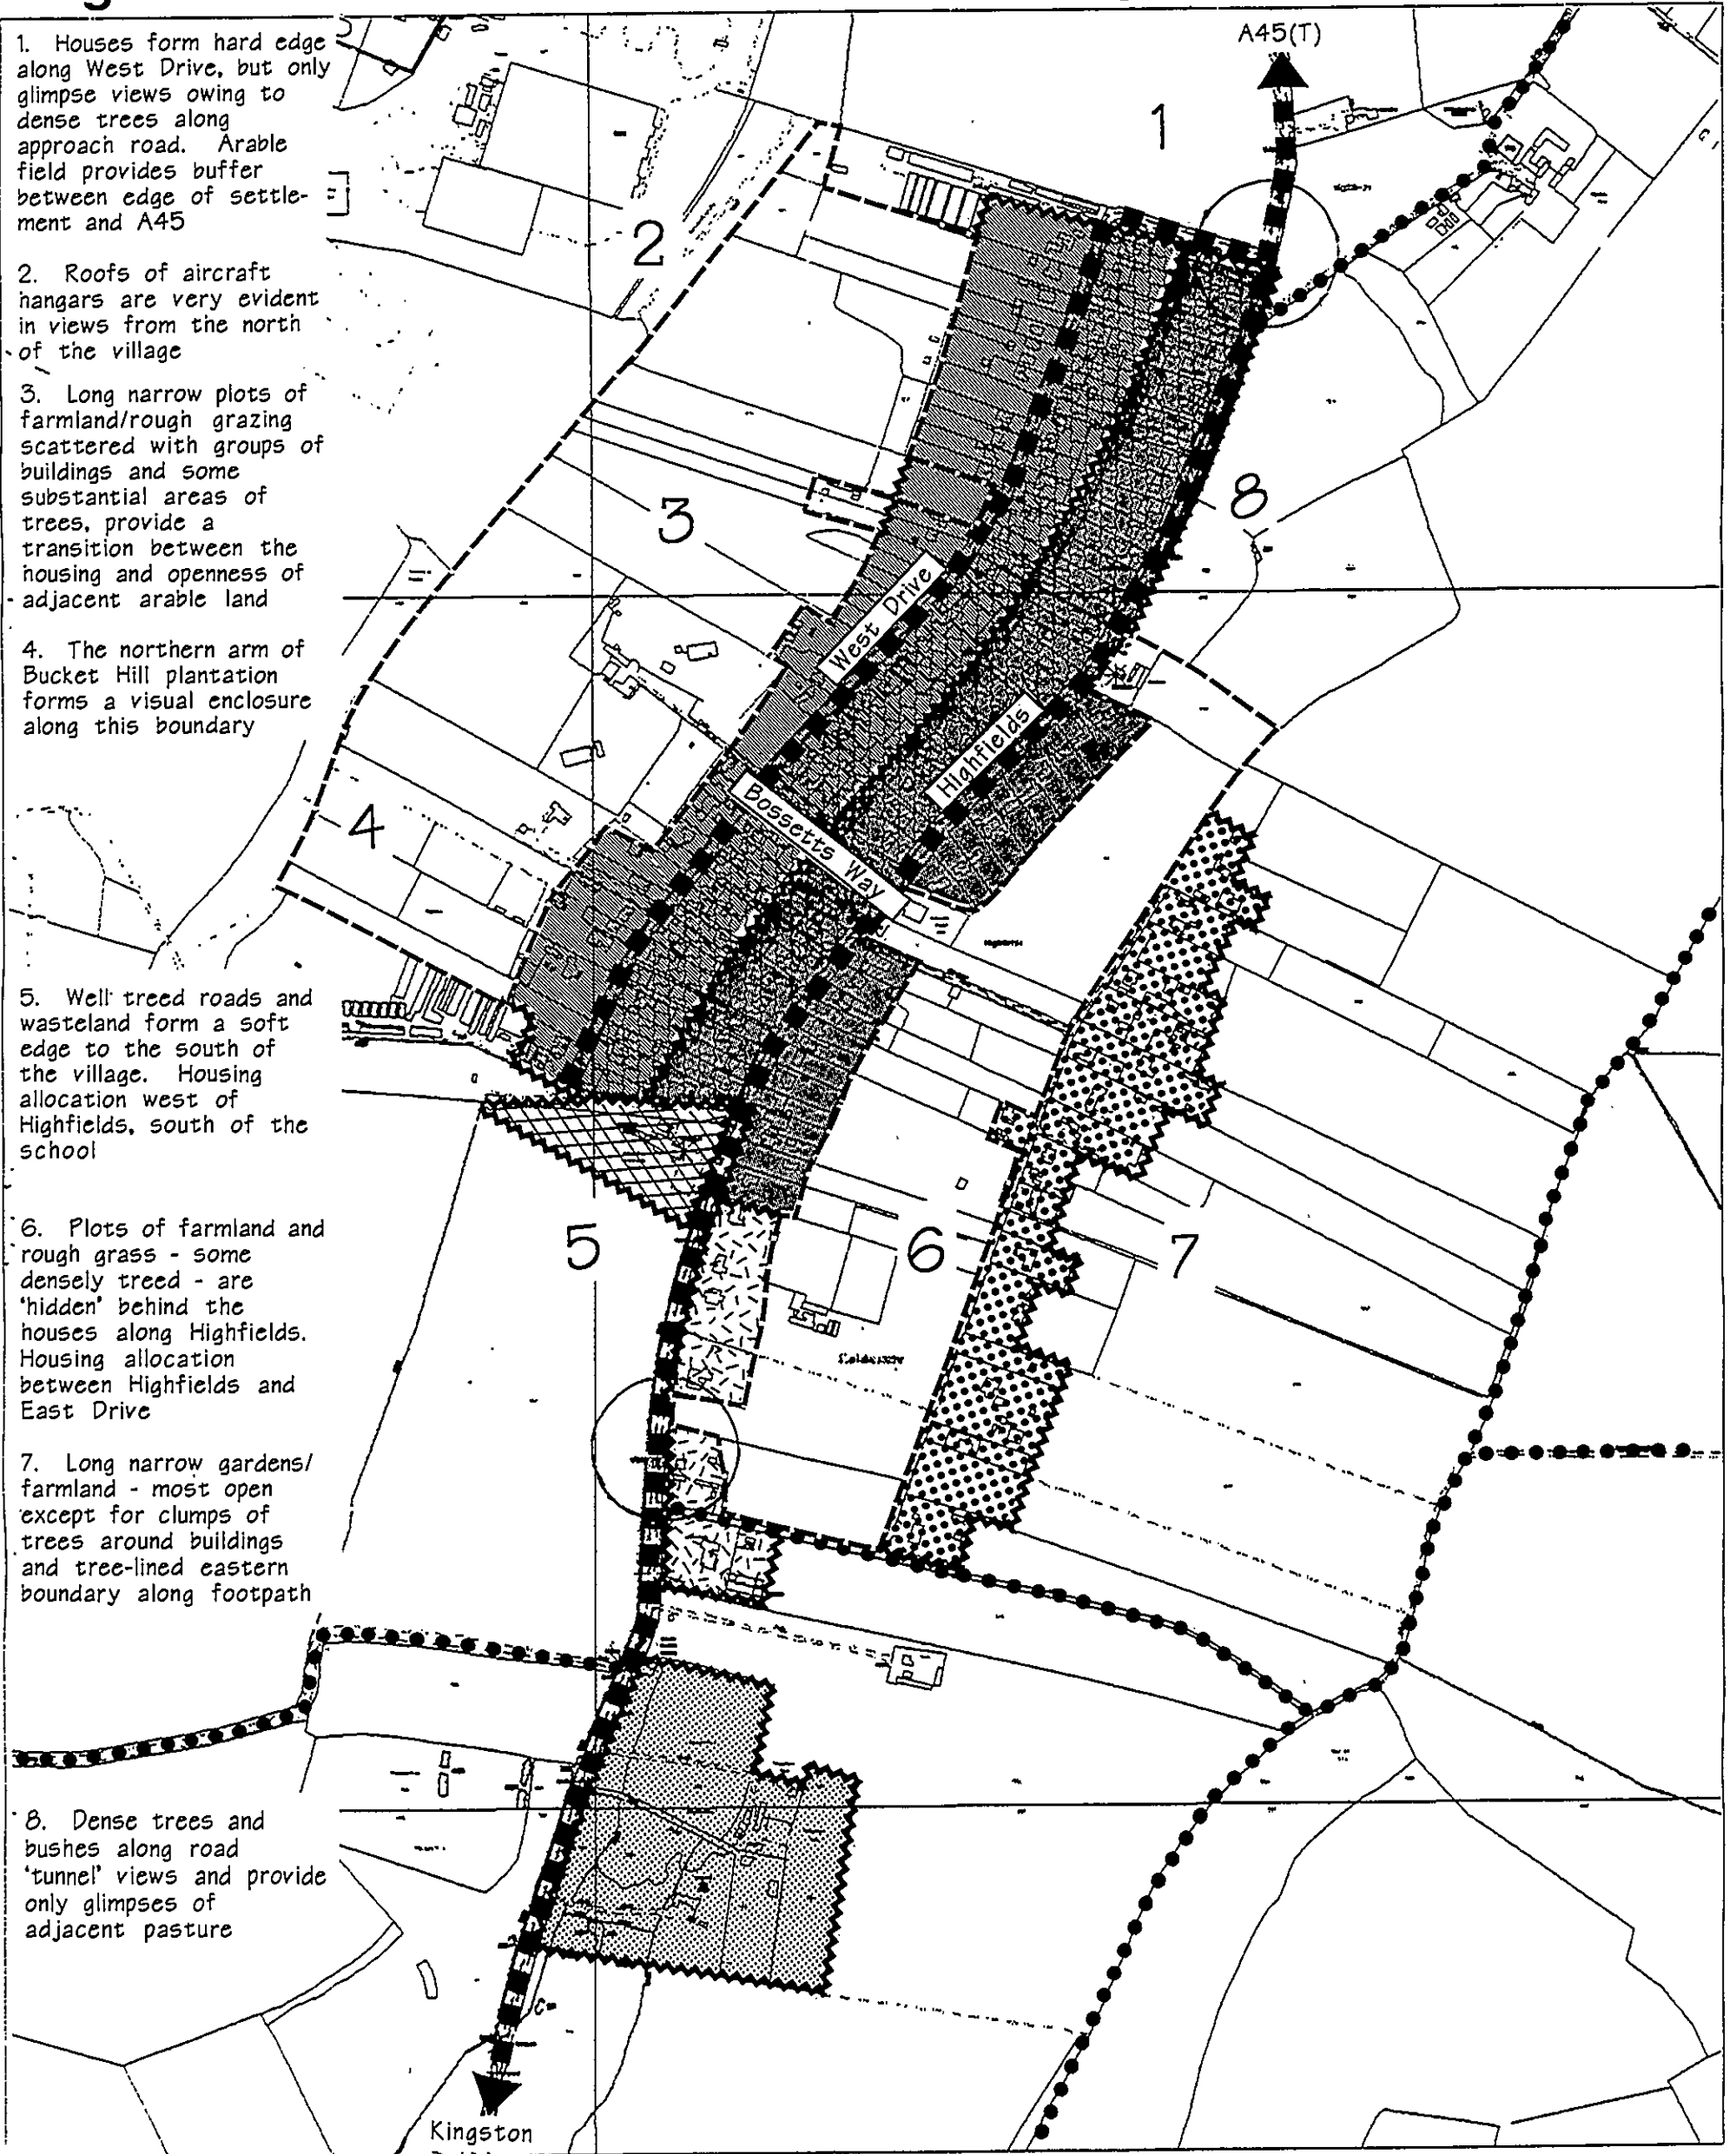 1. Houses form hard edge
along West Drive, but only
glimpse views owing to
dense trees along
approach road. Arable
field provides buffer
between edge of settle-
ment and A45
2. Roofs of aircraft
hangars are very evident
in views from the north
of the village
3. Long narrow plots of
farmland/rough grazing
scattered with groups of
buildings and some
substantial areas of
trees, provide a
transition between the
housing and openness of
adjacent arable land
4. The northern arm of
Bucket Hill plantation
forms a visual enclosure
along this boundary
5. Well treed roads and
wasteland form a soft
edge to the south of
the village. Housing
allocation west of
Highfields, south of the
school
6. Plots of farmland and
rough grass - some
densely treed - are
'hidden' behind the
houses along Highfields.
Housing allocation
between Highfields and
East Drive
7. Long narrow gardens/
farmland - most open
except for clumps of
trees around buildings
and tree-lined eastern
boundary along footpath
8. Dense trees and
bushes along road
'tunnel' views and provide
only glimpses of
adjacent pasture
A45(T)
1
2
3
8
West Drive
Highfields
Bossetts Way
4
5
6
7
Kingston